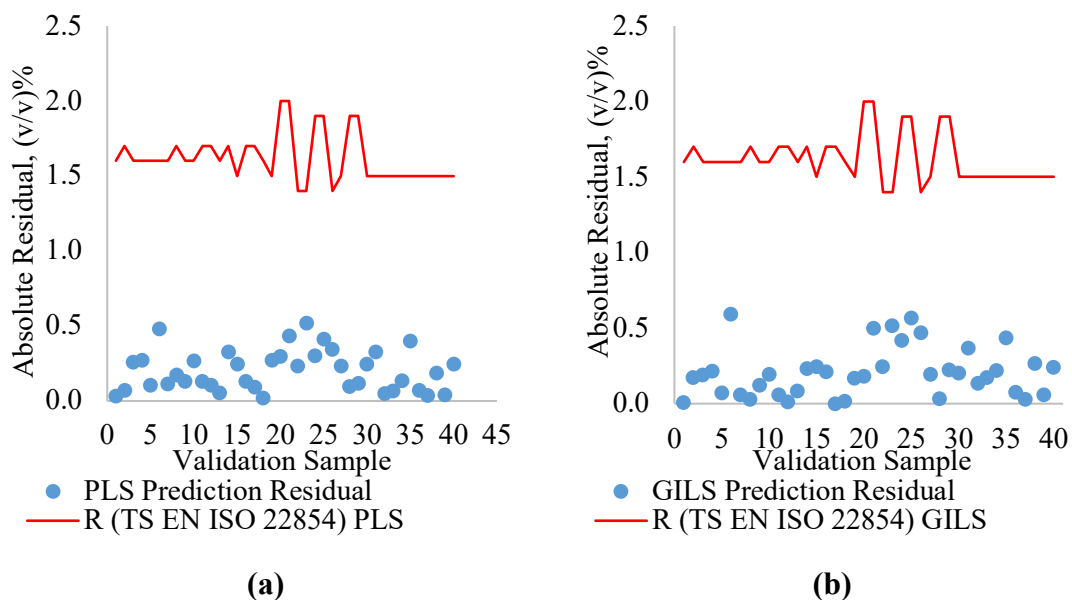 Absolute Residual, (v/v)%
2.5
2.0
1.5
1.0
0.5
0.0
0 5 10 15 20 25 30 35 40 45
Validation Sample
PLS Prediction Residual
R (TS EN ISO 22854) PLS
(a)
Absolute Residual, (v/v)%
2.5
2.0
1.5
1.0
0.5
0.0
0 5 10 15 20 25 30 35 40
Validation Sample
GILS Prediction Residual
R (TS EN ISO 22854) GILS
(b)